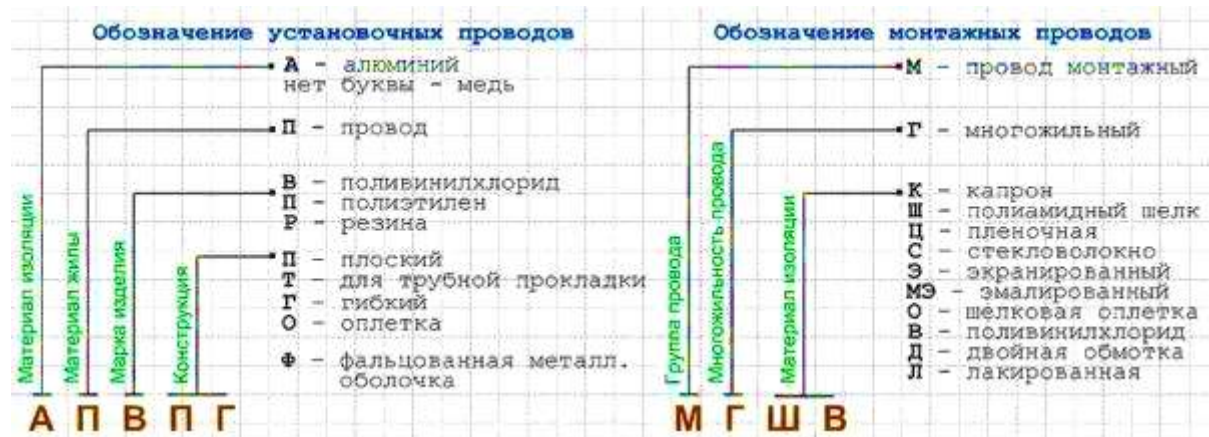 Обозначение установочных проводов
А - алюминий
нет буквы - медь
П - провод
В - поливинилхлорид
П - полиэтилен
Р - резина
П - плоский
Т - для трубной прокладки
Г - гибкий
О - оплетка
Ф - фальцованная металл.
оболочка
Материал изоляции
Материал жилы
Марка изделия
Конструкция
А П В П Г
Обозначение монтажных проводов
М - провод монтажный
Г - многожильный
К - капрон
Ш - полиамидный шелк
Ц - пленочная
С - стекловолокно
Э - экранированный
МЭ - эмалированный
О - шелковая оплетка
В - поливинилхлорид
Д - двойная обмотка
Л - лакированная
Группа провода
Многожильность провода
Материал изоляции
М Г Ш В